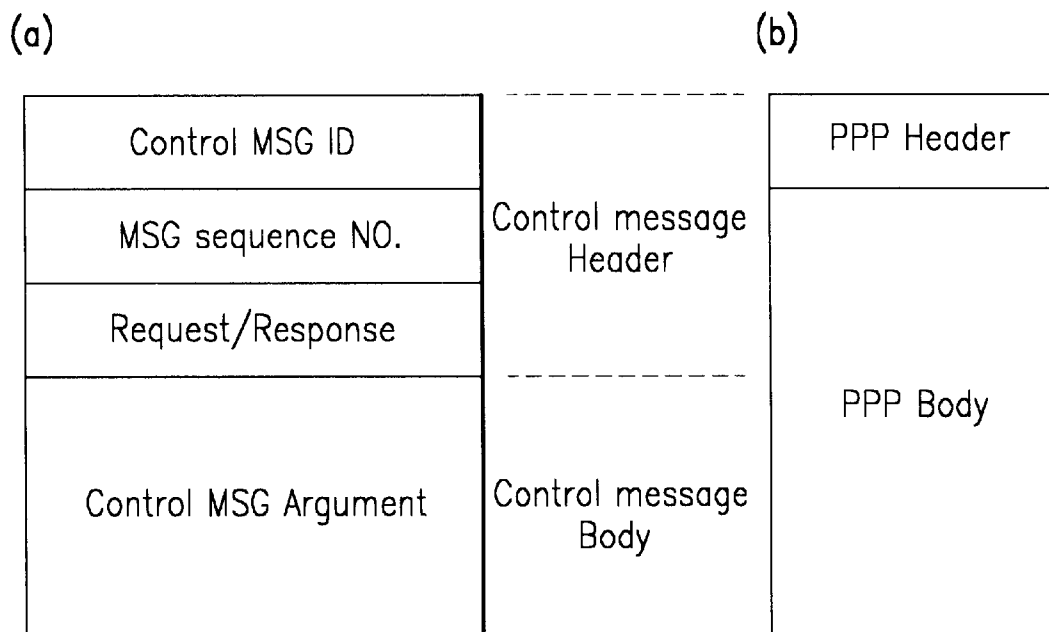 (a)
Control MSG ID
MSG sequence NO.
Request/Response
Control MSG Argument
Control message
Header
Control message
Body
(b)
PPP Header
PPP Body